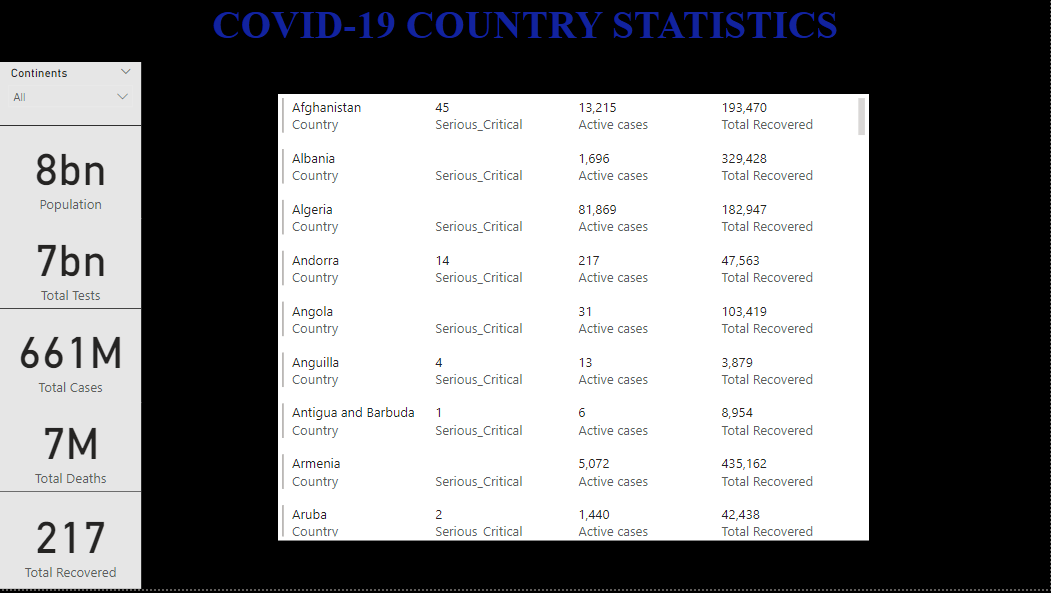 COVID-19 COUNTRY STATISTICS
Continents
All
8bn
Population
7bn
Total Tests
661M
Total Cases
7M
Total Deaths
217
Total Recovered
Afghanistan 45 13,215 193,470
Country Serious_Critical Active cases Total Recovered
Albania 1,696 329,428
Country Serious_Critical Active cases Total Recovered
Algeria 81,869 182,947
Country Serious_Critical Active cases Total Recovered
Andorra 14 217 47,563
Country Serious_Critical Active cases Total Recovered
Angola 31 103,419
Country Serious_Critical Active cases Total Recovered
Anguilla 4 13 3,879
Country Serious_Critical Active cases Total Recovered
Antigua and Barbuda 1 6 8,954
Country Serious_Critical Active cases Total Recovered
Armenia 5,072 435,162
Country Serious_Critical Active cases Total Recovered
Aruba 2 1,440 42,438
Country Serious_Critical Active cases Total Recovered